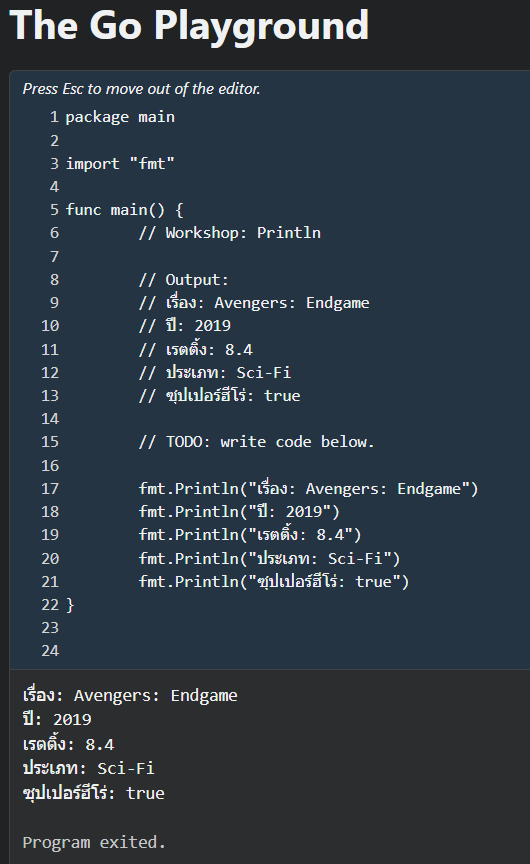 The Go Playground
Press Esc to move out of the editor.
1 package main
2
3 import "fmt"
4
5 func main() {
6 // Workshop: Println
7
8 // Output:
9 // เรื่อง: Avengers: Endgame
10 // ปี: 2019
11 // เรตติ้ง: 8.4
12 // ประเภท: Sci-Fi
13 // ซุปเปอร์ฮีโร่: true
14
15 // TODO: write code below.
16
17 fmt.Println("เรื่อง: Avengers: Endgame")
18 fmt.Println("ปี: 2019")
19 fmt.Println("เรตติ้ง: 8.4")
20 fmt.Println("ประเภท: Sci-Fi")
21 fmt.Println("ซุปเปอร์ฮีโร่: true")
22 }
23
24
เรื่อง: Avengers: Endgame
ปี: 2019
เรตติ้ง: 8.4
ประเภท: Sci-Fi
ซุปเปอร์ฮีโร่: true
Program exited.